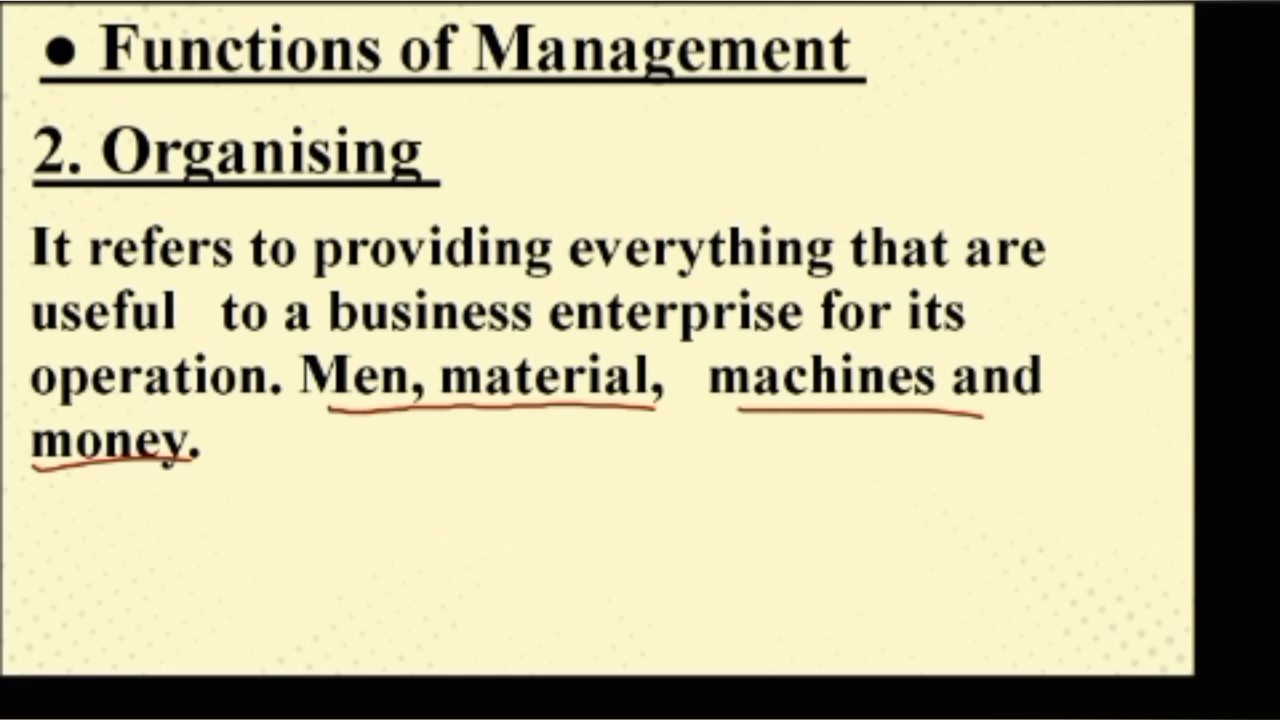 • Functions of Management
2. Organising
It refers to providing everything that are
useful to a business enterprise for its
operation. Men, material, machines and
money.